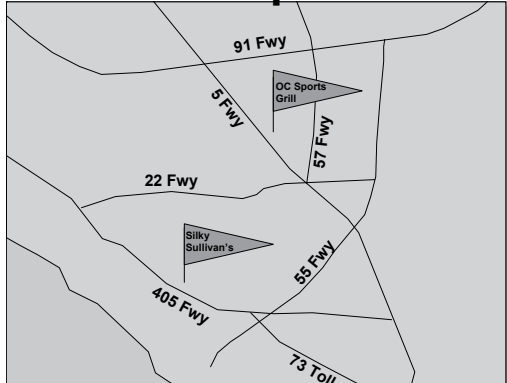 91 Fwy
OC Sports
Grill
5 Fwy
57 Fwy
22 Fwy
Silky
Sullivan's
55 Fwy
405 Fwy
73 Toll